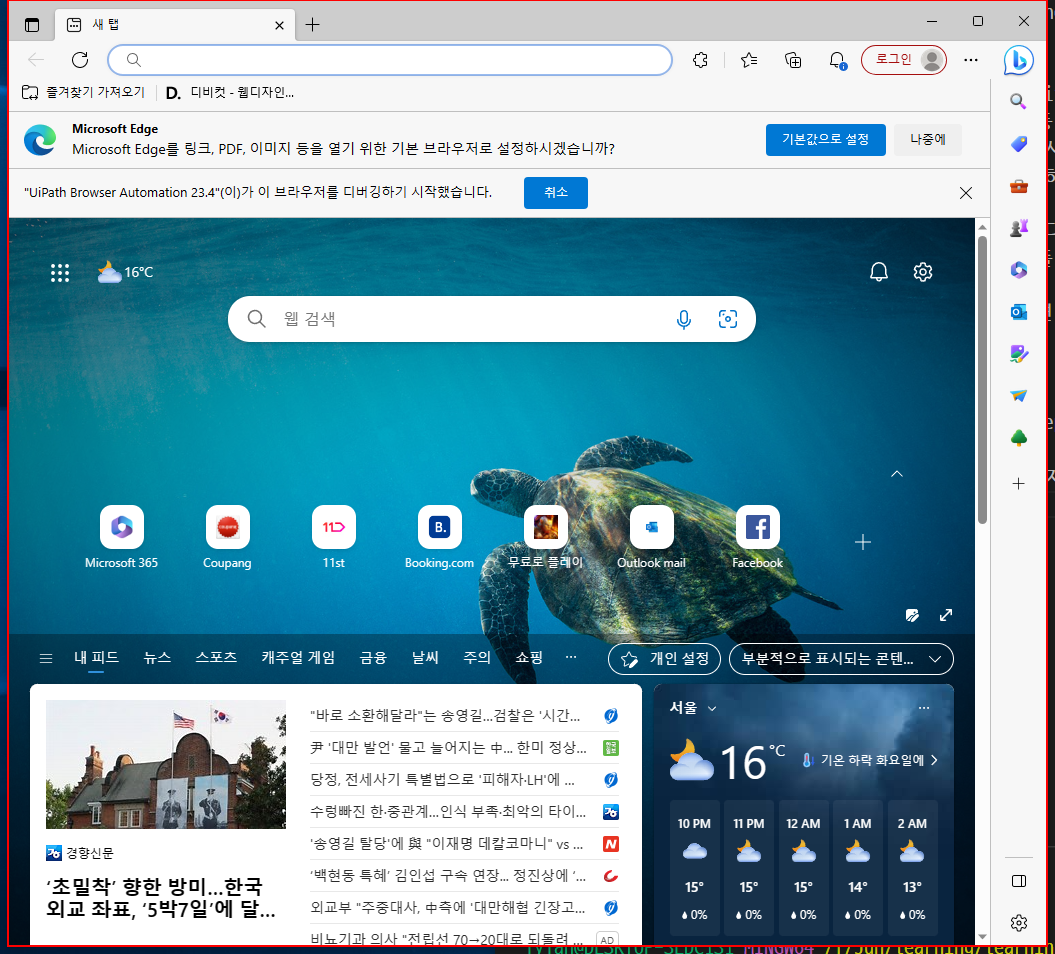 새 탭
로그인
즐겨찾기 가져오기
D. 디비컷 - 웹디자인...
Microsoft Edge
Microsoft Edge를 링크, PDF, 이미지 등을 열기 위한 기본 브라우저로 설정하시겠습니까?
기본값으로 설정
나중에
"UiPath Browser Automation 23.4"(이)가 이 브라우저를 디버깅하기 시작했습니다.
취소
16°C
웹 검색
Microsoft 365
Coupang
11st
Booking.com
무료로 플레이
Outlook mail
Facebook
내 피드 뉴스 스포츠 캐주얼 게임 금융 날씨 주의 쇼핑 ...
개인 설정
부분적으로 표시되는 콘텐...
경향신문
‘초밀착’ 향한 방미...한국
외교 좌표, ‘5박7일’에 달...
"바로 소환해달라"는 송영길...검찰은 '시간...
尹 '대만 발언' 물고 늘어지는 中... 한미 정상...
당정, 전세사기 특별법으로 '피해자·LH'에 ...
수렁빠진 한·중관계...인식 부족·최악의 타이...
'송영길 탈당'에 與 "이재명 데칼코마니" vs ...
‘백현동 특혜’ 김인섭 구속 연장... 정진상에 ‘...
외교부 "주중대사, 中측에 '대만해협 긴장고...
비뇨기과 의사 "전립선 70→20대로 되돌려 ...
AD
서울
16 °C
기온 하락 화요일에
10 PM 11 PM 12 AM 1 AM 2 AM
15° 15° 15° 14° 13°
0% 0% 0% 0% 0%